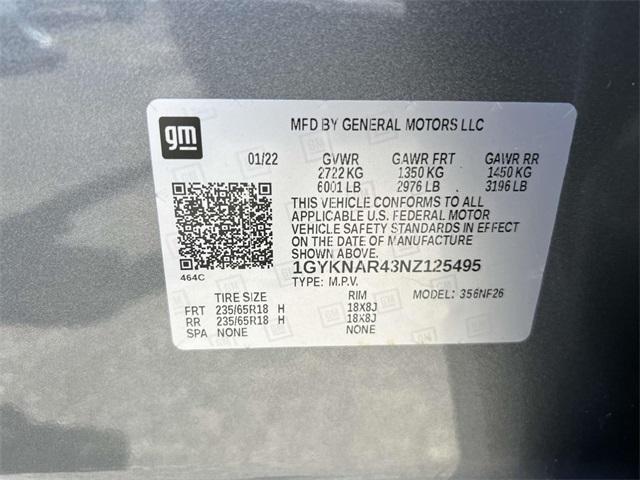 gm
MFD BY GENERAL MOTORS LLC
01/22 GVWR GAWR FRT GAWR RR
2722 KG 1350 KG 1450 KG
6001 LB 2976 LB 3196 LB
THIS VEHICLE CONFORMS TO ALL
APPLICABLE U.S. FEDERAL MOTOR
VEHICLE SAFETY STANDARDS IN EFFECT
ON THE DATE OF MANUFACTURE
SHOWN ABOVE.
1GYKNAR43NZ125495
464C
TYPE: M.P.V. MODEL: 356NF26
TIRE SIZE RIM
FRT 235/65R18 H 18X8J
RR 235/65R18 H 18X8J
SPA NONE NONE